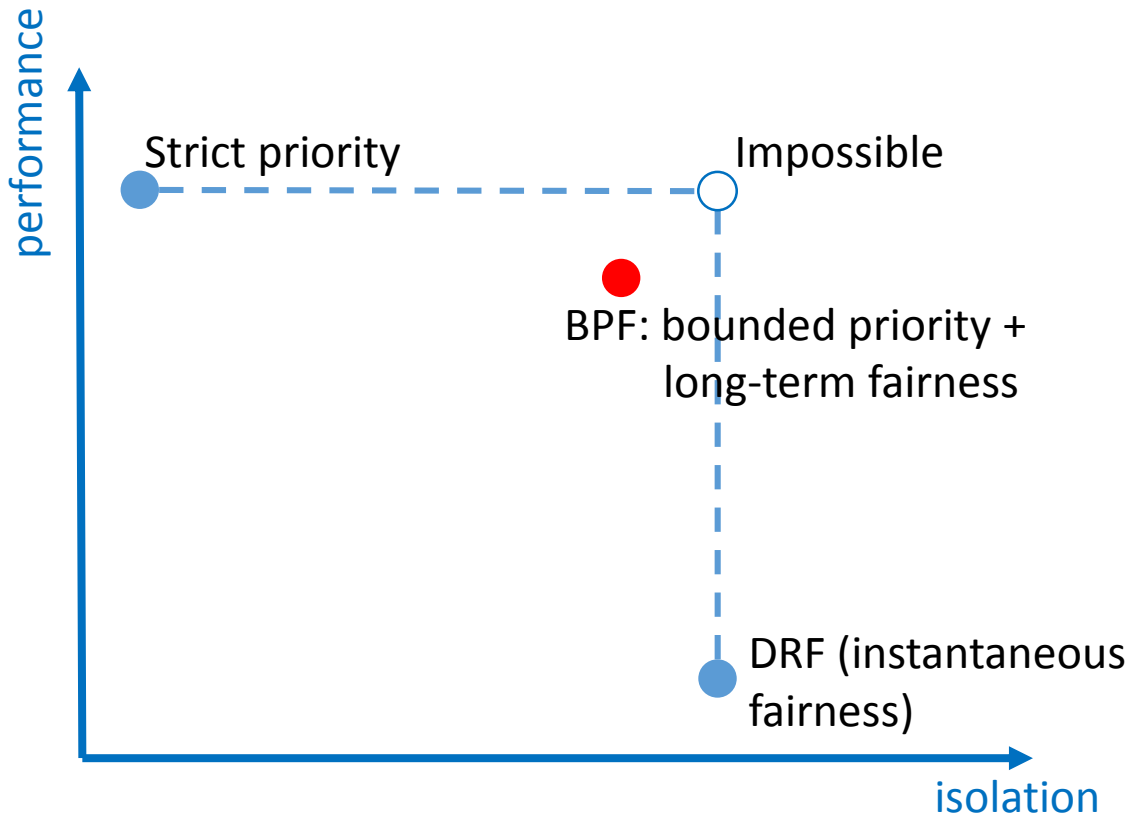 performance
Strict priority
Impossible
BPF: bounded priority +
long-term fairness
DRF (instantaneous
fairness)
isolation